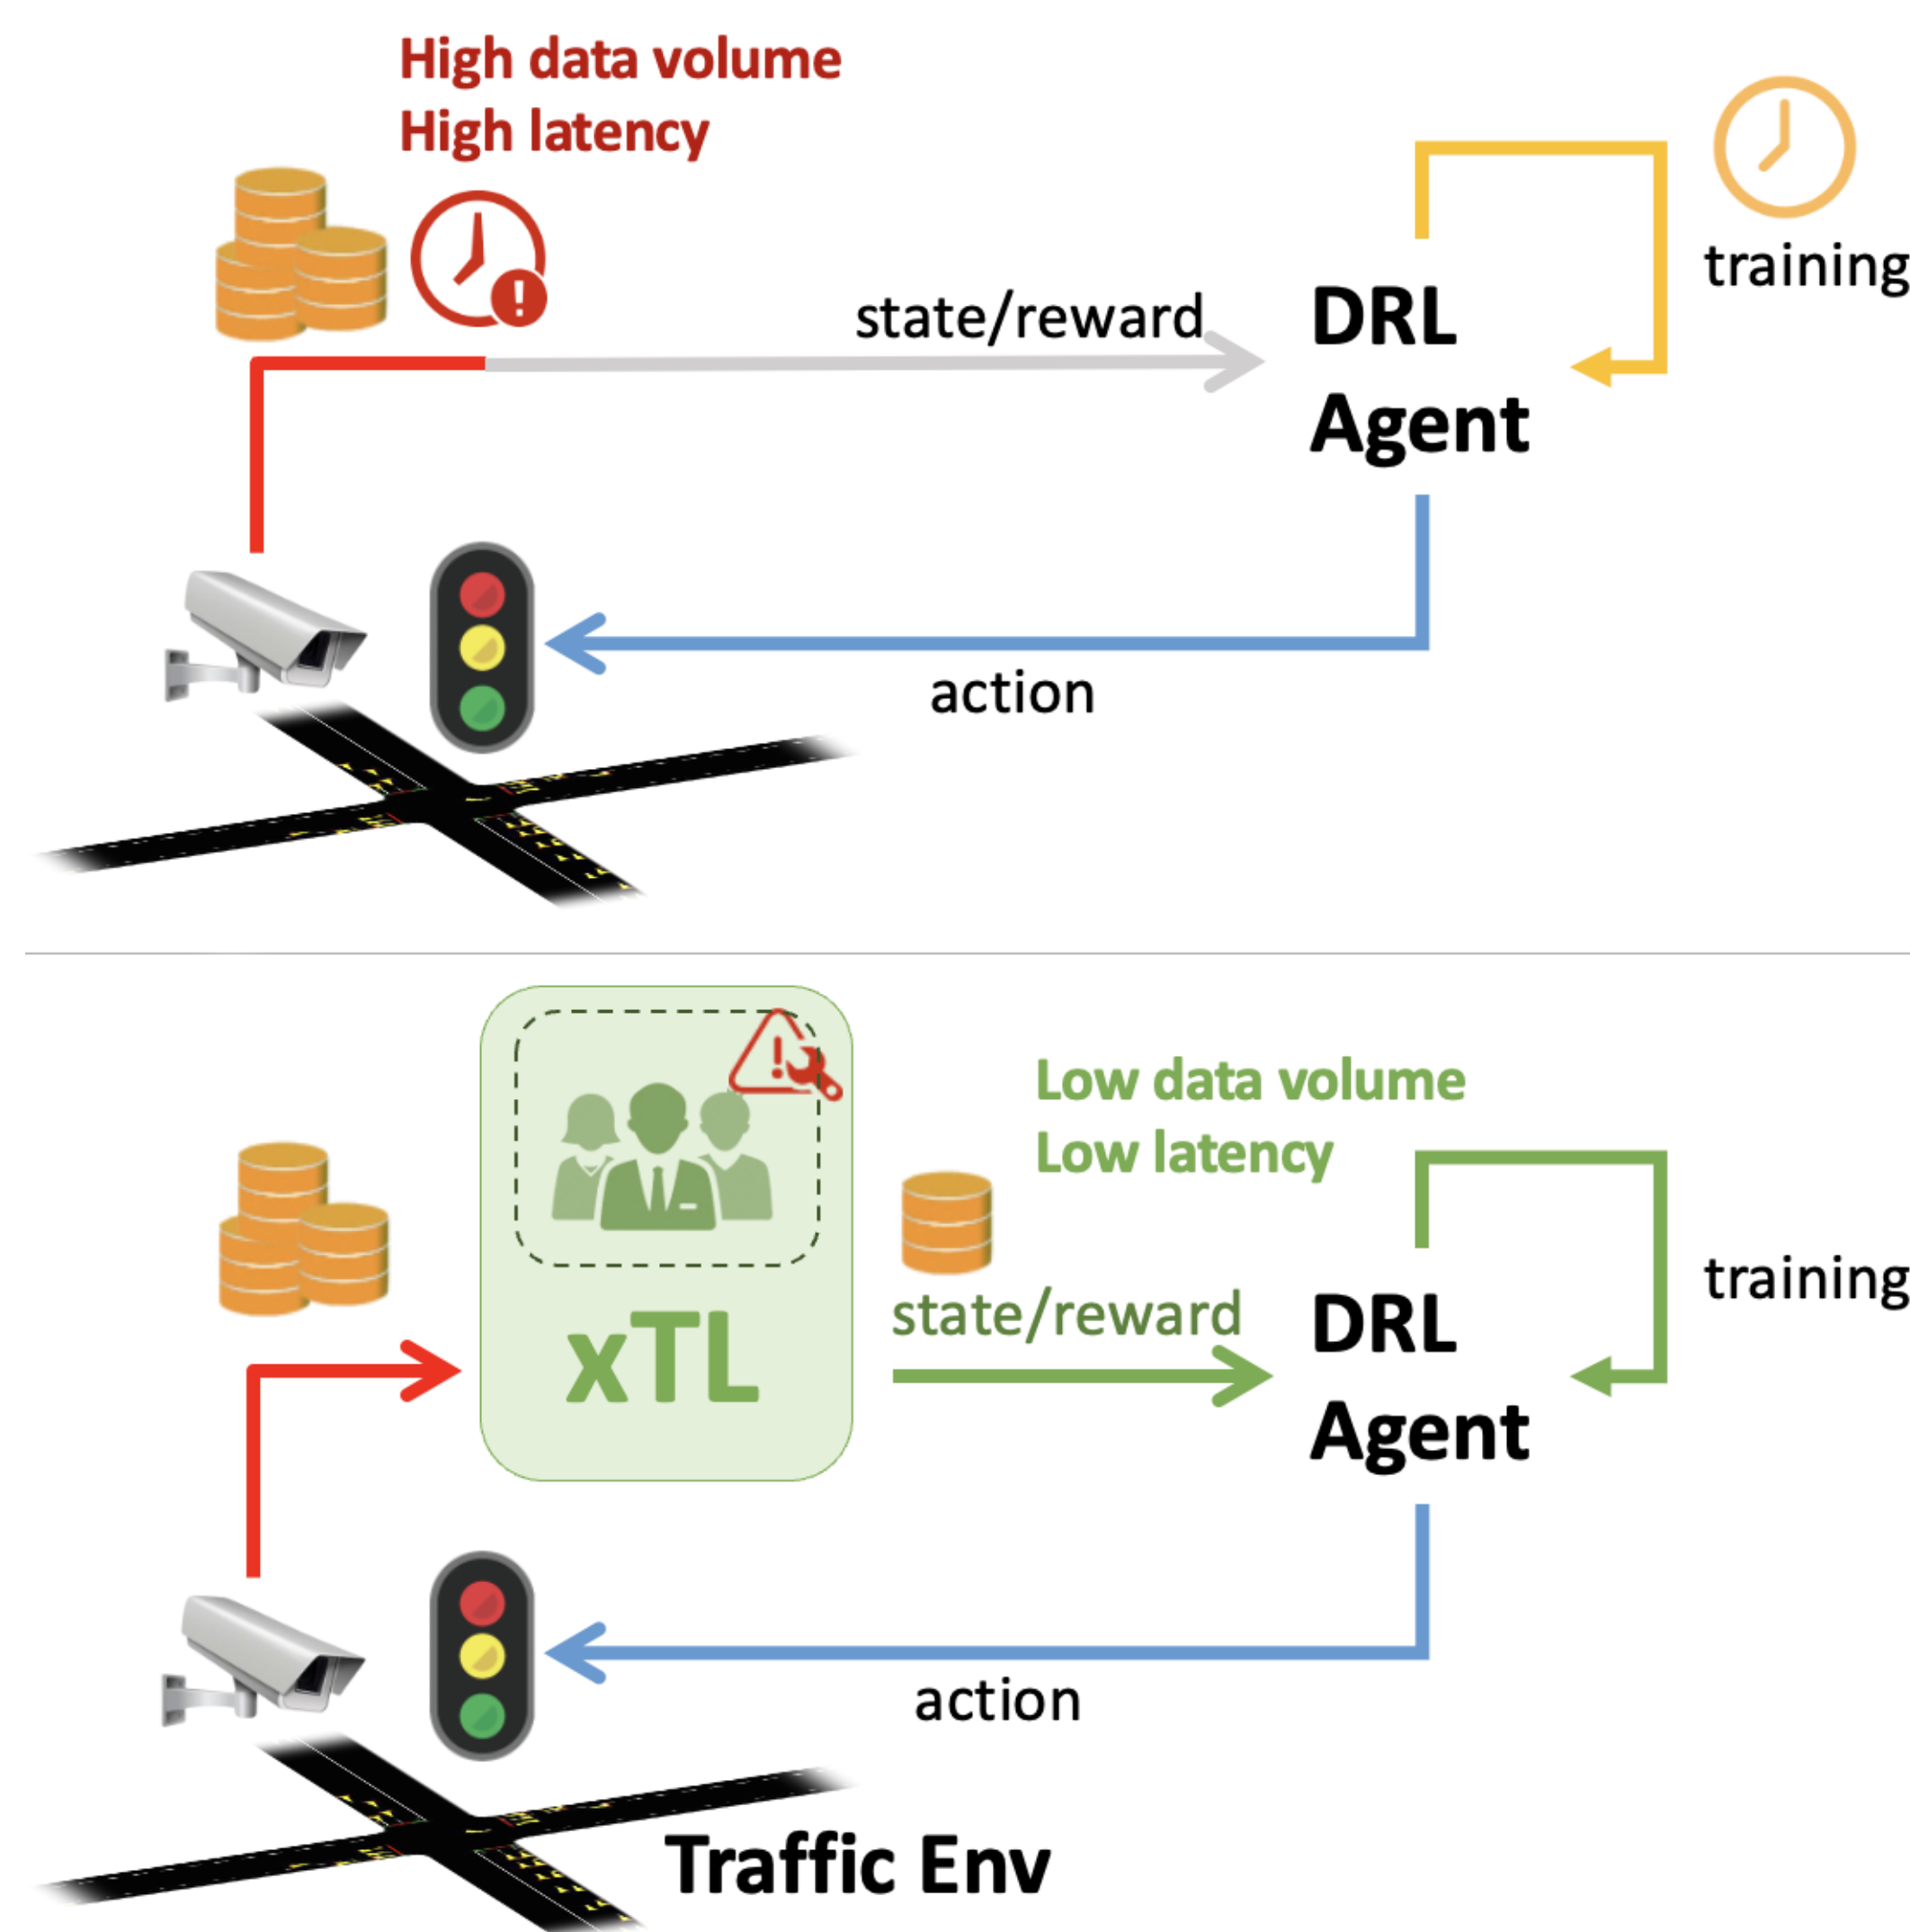 High data volume
High latency
training
state/reward
DRL
Agent
action
Low data volume
Low latency
training
state/reward
DRL
Agent
xTL
action
Traffic Env